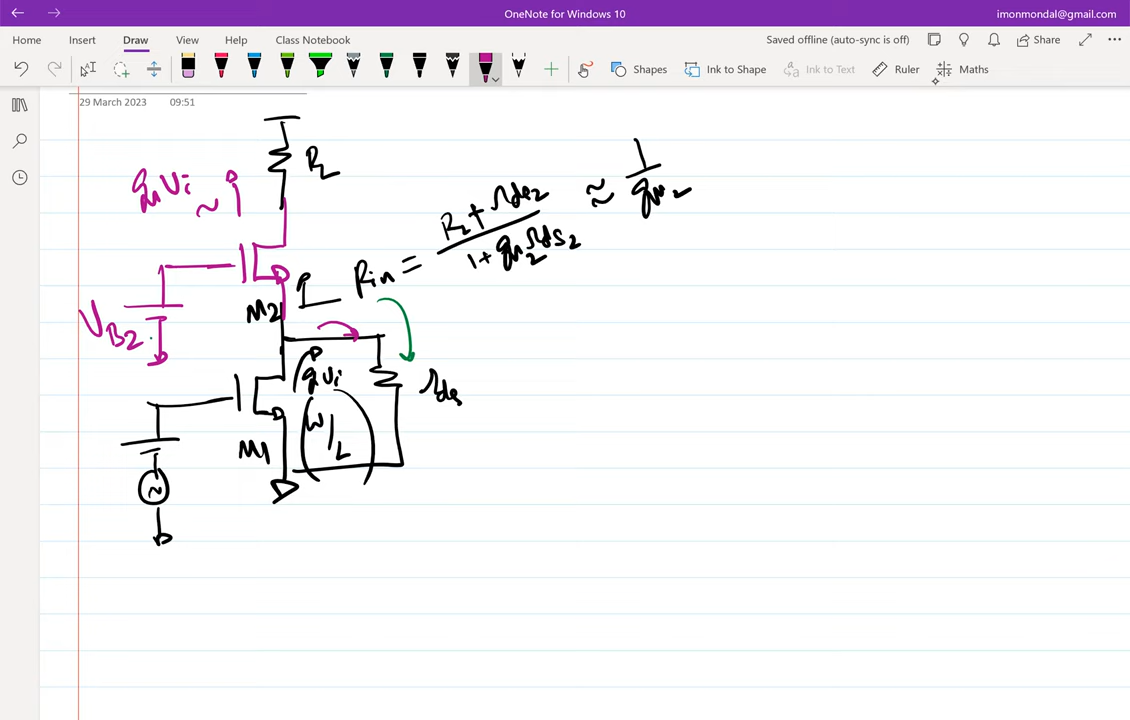 OneNote for Windows 10
imonmondal@gmail.com
Home Insert Draw View Help Class Notebook
Saved offline (auto-sync is off) Share
Shapes Ink to Shape Ink to Text Ruler Maths
29 March 2023 09:51
RL
gmvi ~ i
Rin = RL + rds2 / 1 + gm2rds2 ≈ 1 / gm2
VB2
M2
gvi
rds
M1
(W/L)
~